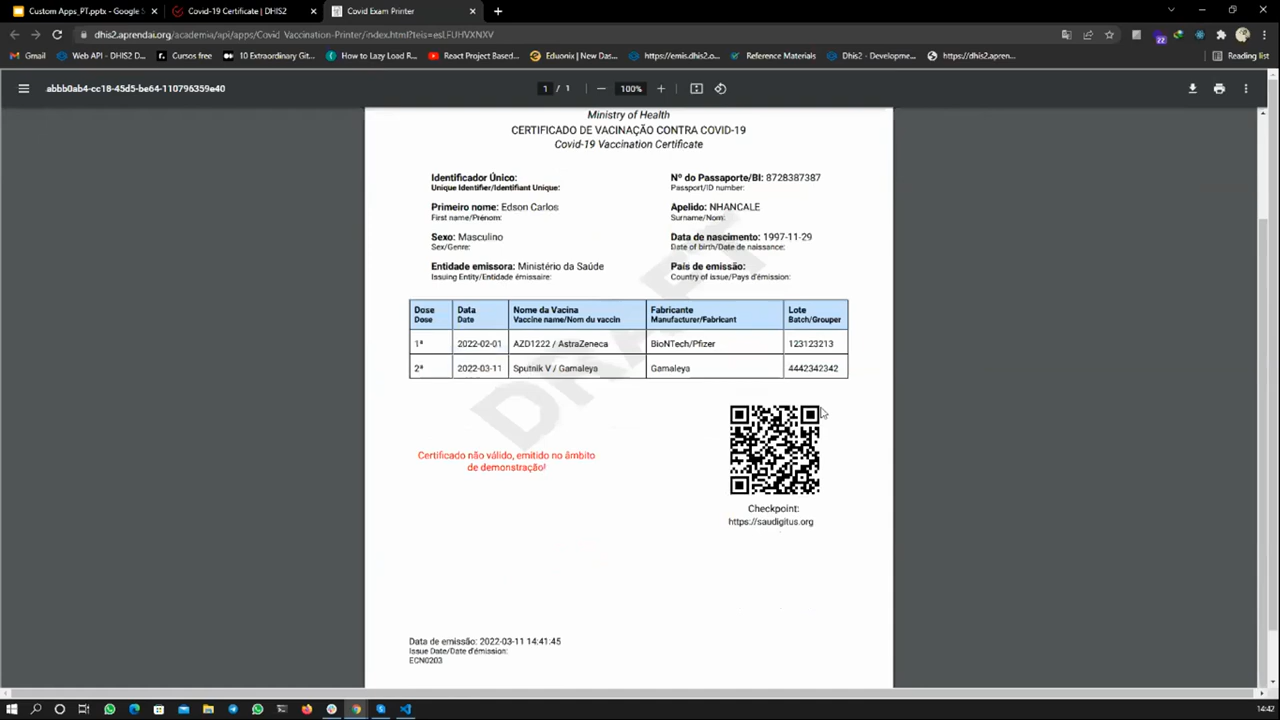 Custom Apps_PT.pptx - Google S
Covid-19 Certificate | DHIS2
Covid Exam Printer
dhis2.aprendai.org/academia/api/apps/Covid_Vaccination-Printer/index.html?teis=esLFUHVXNXV
Gmail
Web API - DHIS2 D...
Cursos free
10 Extraordinary Git...
How to Lazy Load R...
React Project Based...
Eduonix | New Das...
https://emis.dhis2.o...
Reference Materials
Dhis2 - Developme...
https://dhis2.apren...
Reading list
abbb0ab4-cc18-45d5-be64-110796359e40
1 / 1
100%
Ministry of Health
CERTIFICADO DE VACINAÇÃO CONTRA COVID-19
Covid-19 Vaccination Certificate
Identificador Único:
Unique Identifier/Identifiant Unique:
Nº do Passaporte/BI: 8728387387
Passport/ID number:
Primeiro nome: Edson Carlos
First name/Prénom:
Apelido: NHANCALE
Surname/Nom:
Sexo: Masculino
Sex/Genre:
Data de nascimento: 1997-11-29
Date of birth/Date de naissance:
Entidade emissora: Ministério da Saúde
Issuing Entity/Entidade émissaire:
País de emissão:
Country of issue/Pays d'émission:
DRAFT
Dose Data Nome da Vacina Fabricante Lote
Dose Date Vaccine name/Nom du vaccin Manufacturer/Fabricant Batch/Grouper
1ª 2022-02-01 AZD1222 / AstraZeneca BioNTech/Pfizer 123123213
2ª 2022-03-11 Sputnik V / Gamaleya Gamaleya 4442342342
Certificado não válido, emitido no âmbito
de demonstração!
Checkpoint:
https://saudigitus.org
Data de emissão: 2022-03-11 14:41:45
Issue Date/Date d'émission:
ECN0203
14:42